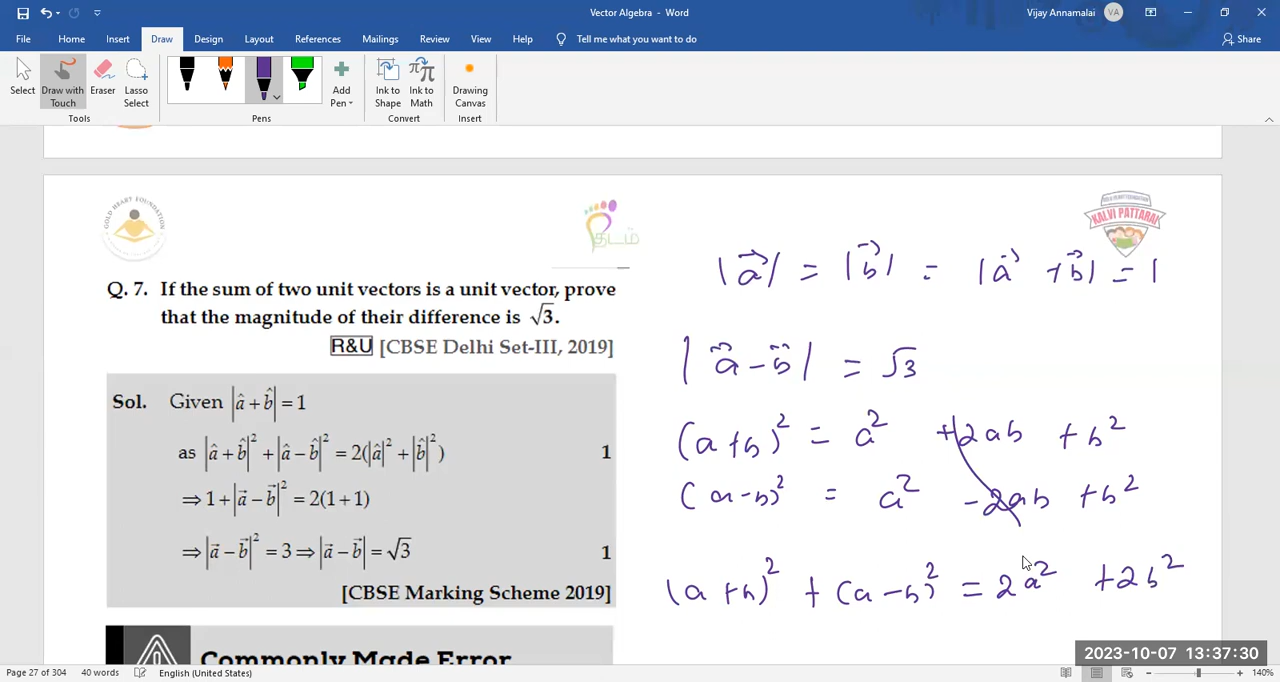 Vector Algebra - Word
Vijay Annamalai VA
File Home Insert Draw Design Layout References Mailings Review View Help Tell me what you want to do Share
Select Draw with Touch Eraser Lasso Select Add Pen Ink to Shape Ink to Math Drawing Canvas
Tools Pens Convert Insert
GOLD HEART FOUNDATION
தடம்
KALVI PATTARAI
Q. 7. If the sum of two unit vectors is a unit vector, prove
that the magnitude of their difference is √3.
R&U [CBSE Delhi Set-III, 2019]
Sol. Given |â + b̂| = 1
as |â + b̂|² + |â − b̂|² = 2(|â|² + |b̂|²) 1
⇒ 1 + |a⃗ − b⃗|² = 2(1 + 1)
⇒ |a⃗ − b⃗|² = 3 ⇒ |a⃗ − b⃗| = √3 1
[CBSE Marking Scheme 2019]
Commonly Made Error
|a⃗| = |b⃗| = |a⃗ + b⃗| = 1
|a⃗ − b⃗| = √3
(a+b)² = a² + 2ab + b²
(a−b)² = a² − 2ab + b²
(a+b)² + (a−b)² = 2a² + 2b²
2023-10-07 13:37:30
Page 27 of 304 40 words English (United States) 140%